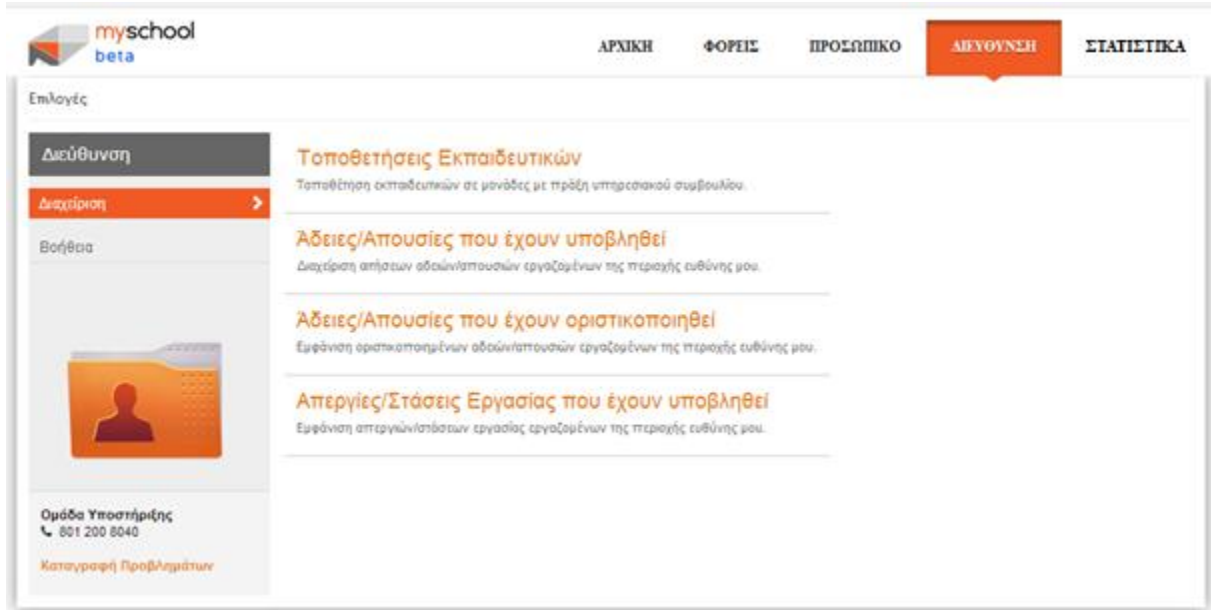 myschool
beta
ΑΡΧΙΚΗ ΦΟΡΕΙΣ ΠΡΟΣΩΠΙΚΟ ΔΙΕΥΘΥΝΣΗ ΣΤΑΤΙΣΤΙΚΑ
Επιλογές
Διεύθυνση
Διαχείριση
Βοήθεια
Ομάδα Υποστήριξης
801 200 8040
Καταγραφή Προβλημάτων
Τοποθετήσεις Εκπαιδευτικών
Τοποθέτηση εκπαιδευτικών σε μονάδες με πράξη υπηρεσιακού συμβουλίου.
Άδειες/Απουσίες που έχουν υποβληθεί
Διαχείριση αιτήσεων αδειών/απουσιών εργαζομένων της περιοχής ευθύνης μου.
Άδειες/Απουσίες που έχουν οριστικοποιηθεί
Εμφάνιση οριστικοποιημένων αδειών/απουσιών εργαζομένων της περιοχής ευθύνης μου.
Απεργίες/Στάσεις Εργασίας που έχουν υποβληθεί
Εμφάνιση απεργιών/στάσεων εργασίας εργαζομένων της περιοχής ευθύνης μου.